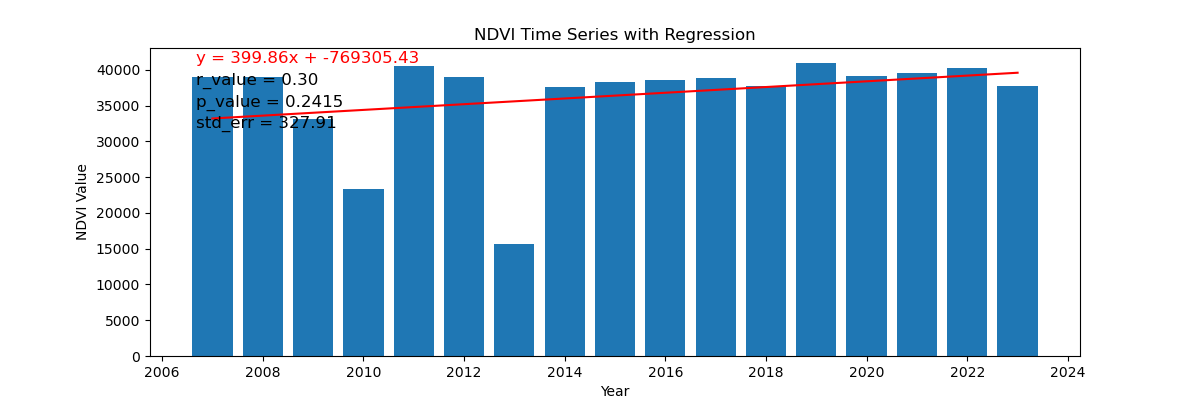 NDVI Time Series with Regression
y = 399.86x + -769305.43
r_value = 0.30
p_value = 0.2415
std_err = 327.91
40000
35000
30000
25000
20000
15000
10000
5000
0
NDVI Value
2006 2008 2010 2012 2014 2016 2018 2020 2022 2024
Year